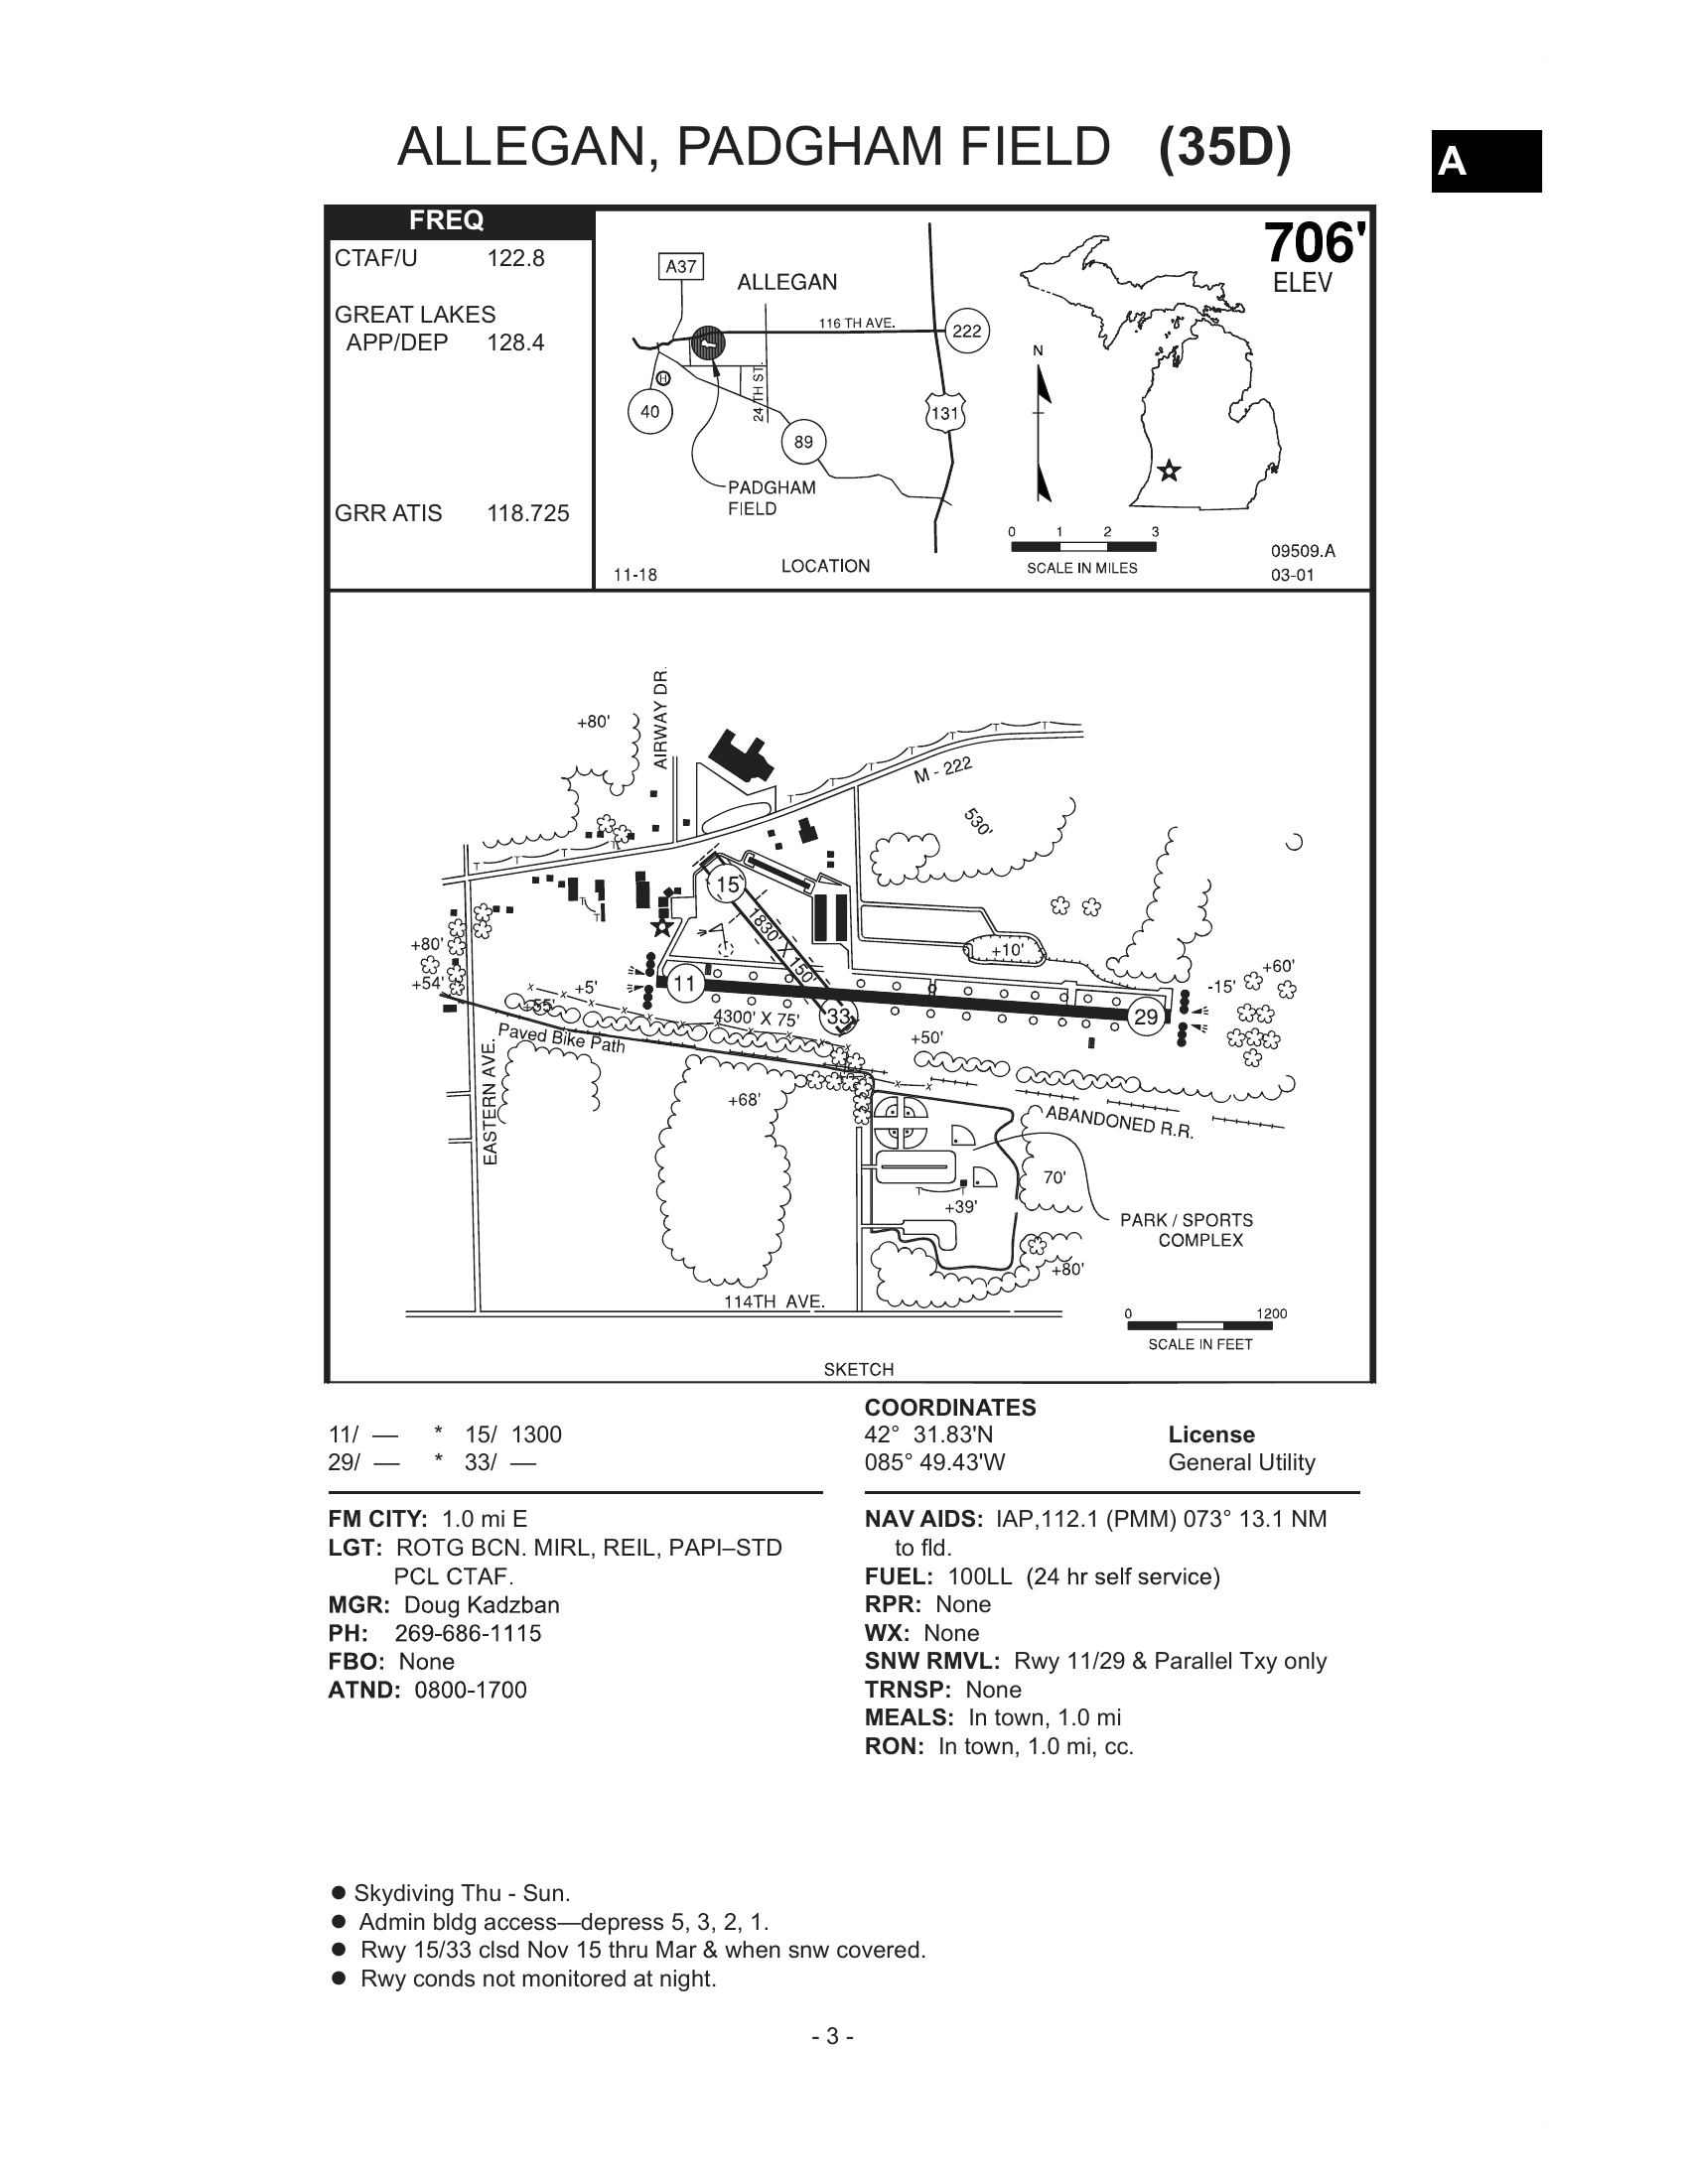 ALLEGAN, PADGHAM FIELD (35D)
A
FREQ
CTAF/U 122.8
GREAT LAKES
APP/DEP 128.4
GRR ATIS 118.725
A37
ALLEGAN
116 TH AVE.
222
H
40
24 TH ST.
131
89
PADGHAM
FIELD
LOCATION
11-18
706'
ELEV
N
0 1 2 3
SCALE IN MILES
09509.A
03-01
AIRWAY DR.
+80'
M - 222
530'
15
1830' X 150'
+10'
+80'
+54'
+5'
+55'
11
4300' X 75'
33
29
-15'
+60'
+50'
Paved Bike Path
EASTERN AVE.
+68'
ABANDONED R.R.
70'
+39'
PARK / SPORTS
COMPLEX
+80'
114TH AVE.
0 1200
SCALE IN FEET
SKETCH
11/ — * 15/ 1300
29/ — * 33/ —
COORDINATES
42° 31.83'N
085° 49.43'W
License
General Utility
FM CITY: 1.0 mi E
LGT: ROTG BCN. MIRL, REIL, PAPI–STD
PCL CTAF.
MGR: Doug Kadzban
PH: 269-686-1115
FBO: None
ATND: 0800-1700
NAV AIDS: IAP,112.1 (PMM) 073° 13.1 NM
to fld.
FUEL: 100LL (24 hr self service)
RPR: None
WX: None
SNW RMVL: Rwy 11/29 & Parallel Txy only
TRNSP: None
MEALS: In town, 1.0 mi
RON: In town, 1.0 mi, cc.
● Skydiving Thu - Sun.
● Admin bldg access—depress 5, 3, 2, 1.
● Rwy 15/33 clsd Nov 15 thru Mar & when snw covered.
● Rwy conds not monitored at night.
- 3 -